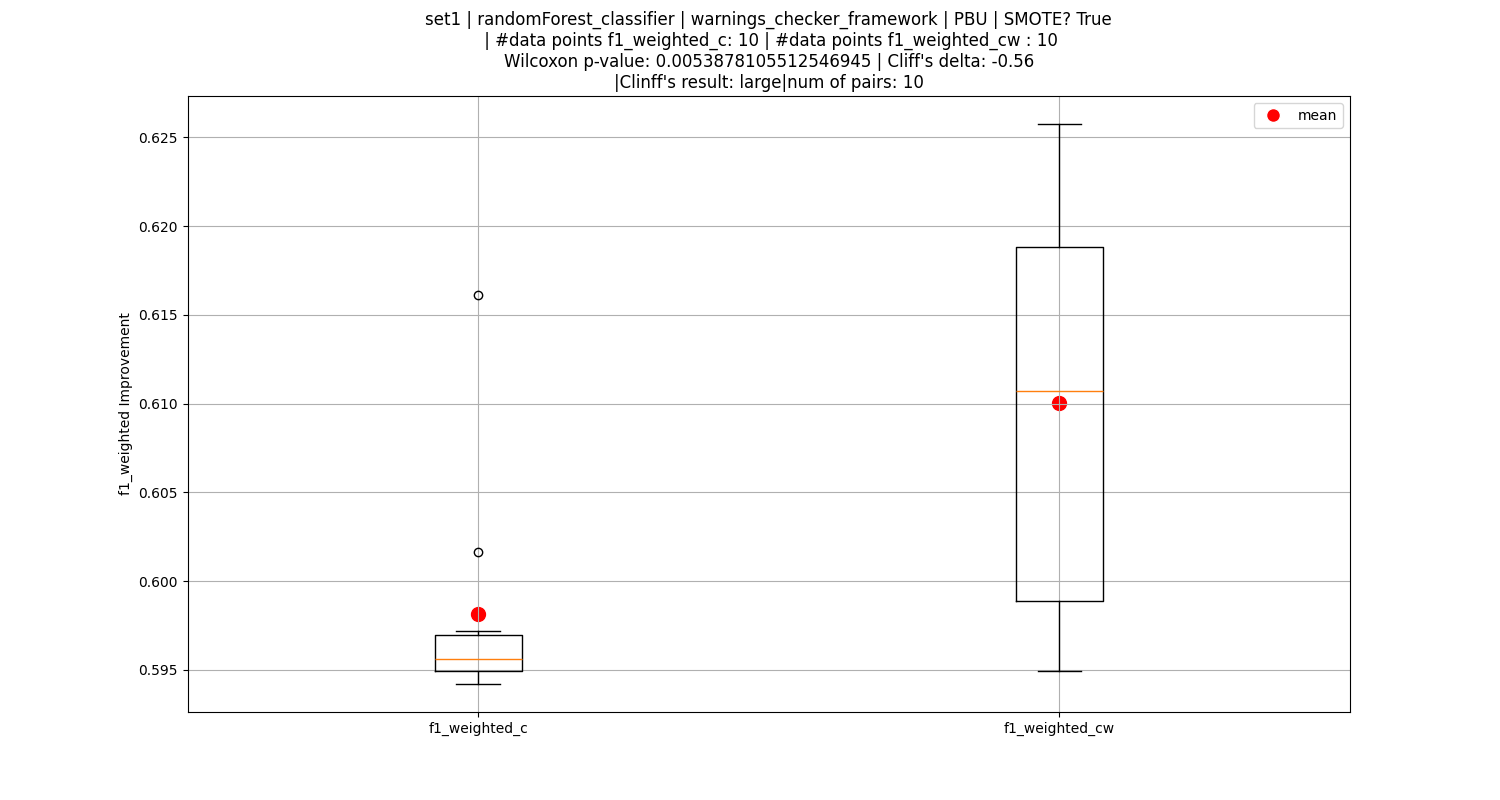 set1 | randomForest_classifier | warnings_checker_framework | PBU | SMOTE? True
| #data points f1_weighted_c: 10 | #data points f1_weighted_cw : 10
Wilcoxon p-value: 0.0053878105512546945 | Cliff's delta: -0.56
|Clinff's result: large|num of pairs: 10
mean
0.625
0.620
0.615
0.610
0.605
0.600
0.595
f1_weighted Improvement
f1_weighted_c
f1_weighted_cw